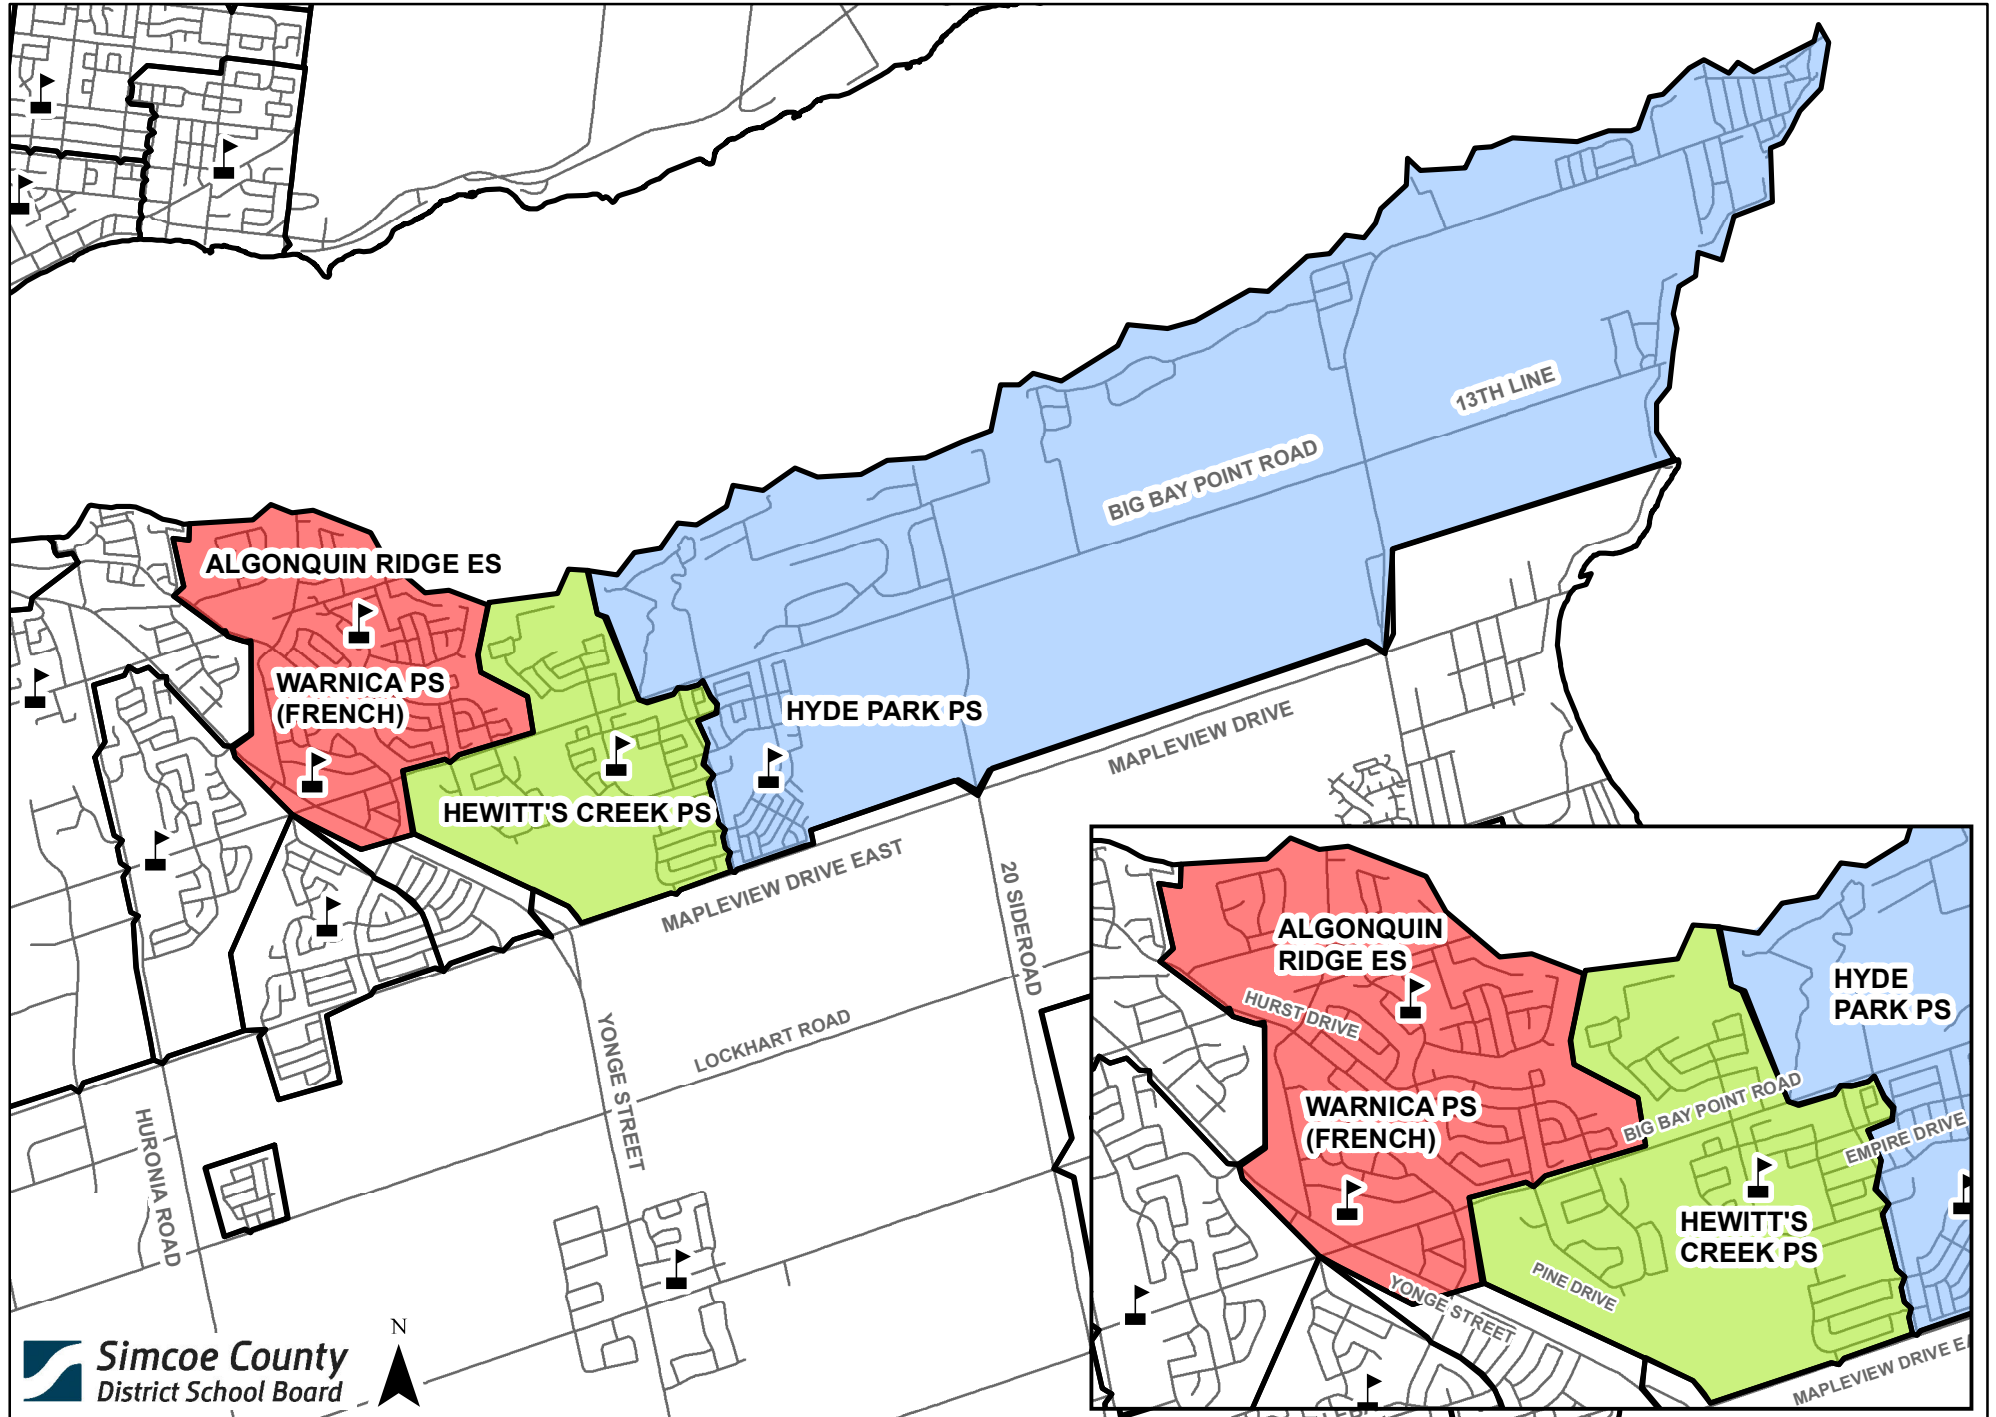 ALGONQUIN RIDGE ES
WARNICA PS
(FRENCH)
HEWITT'S CREEK PS
HYDE PARK PS
13TH LINE
BIG BAY POINT ROAD
MAPLEVIEW DRIVE
MAPLEVIEW DRIVE EAST
20 SIDEROAD
LOCKHART ROAD
YONGE STREET
HURONIA ROAD
ALGONQUIN
RIDGE ES
HURST DRIVE
WARNICA PS
(FRENCH)
HYDE
PARK PS
BIG BAY POINT ROAD
EMPIRE DRIVE
HEWITT'S
CREEK PS
PINE DRIVE
YONGE STREET
MAPLEVIEW DRIVE EA
N
Simcoe County
District School Board